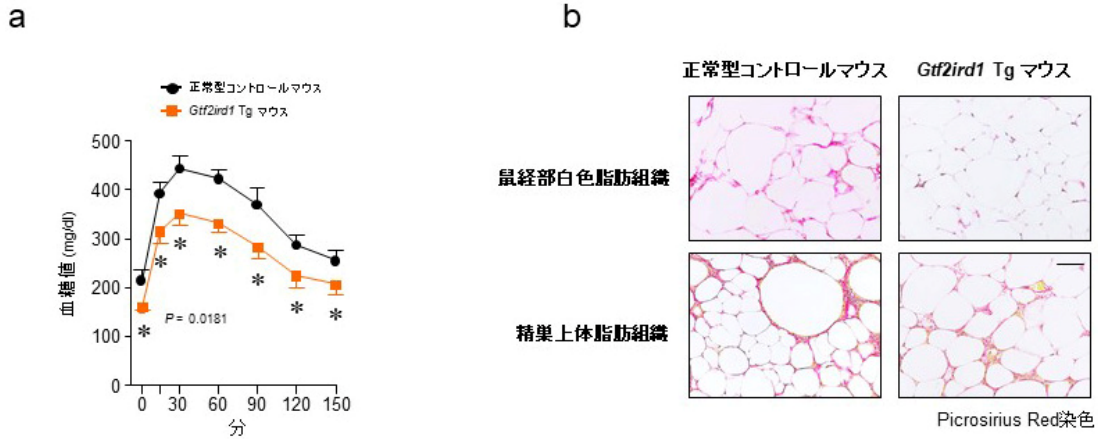 a
正常型コントロールマウス
Gtf2ird1 Tg マウス
500
400
300
200
100
0
血糖値 (mg/dl)
*
*
*
*
*
*
*
P = 0.0181
0 30 60 90 120 150
分
b
正常型コントロールマウス Gtf2ird1 Tg マウス
鼠経部白色脂肪組織
精巣上体脂肪組織
Picrosirius Red染色